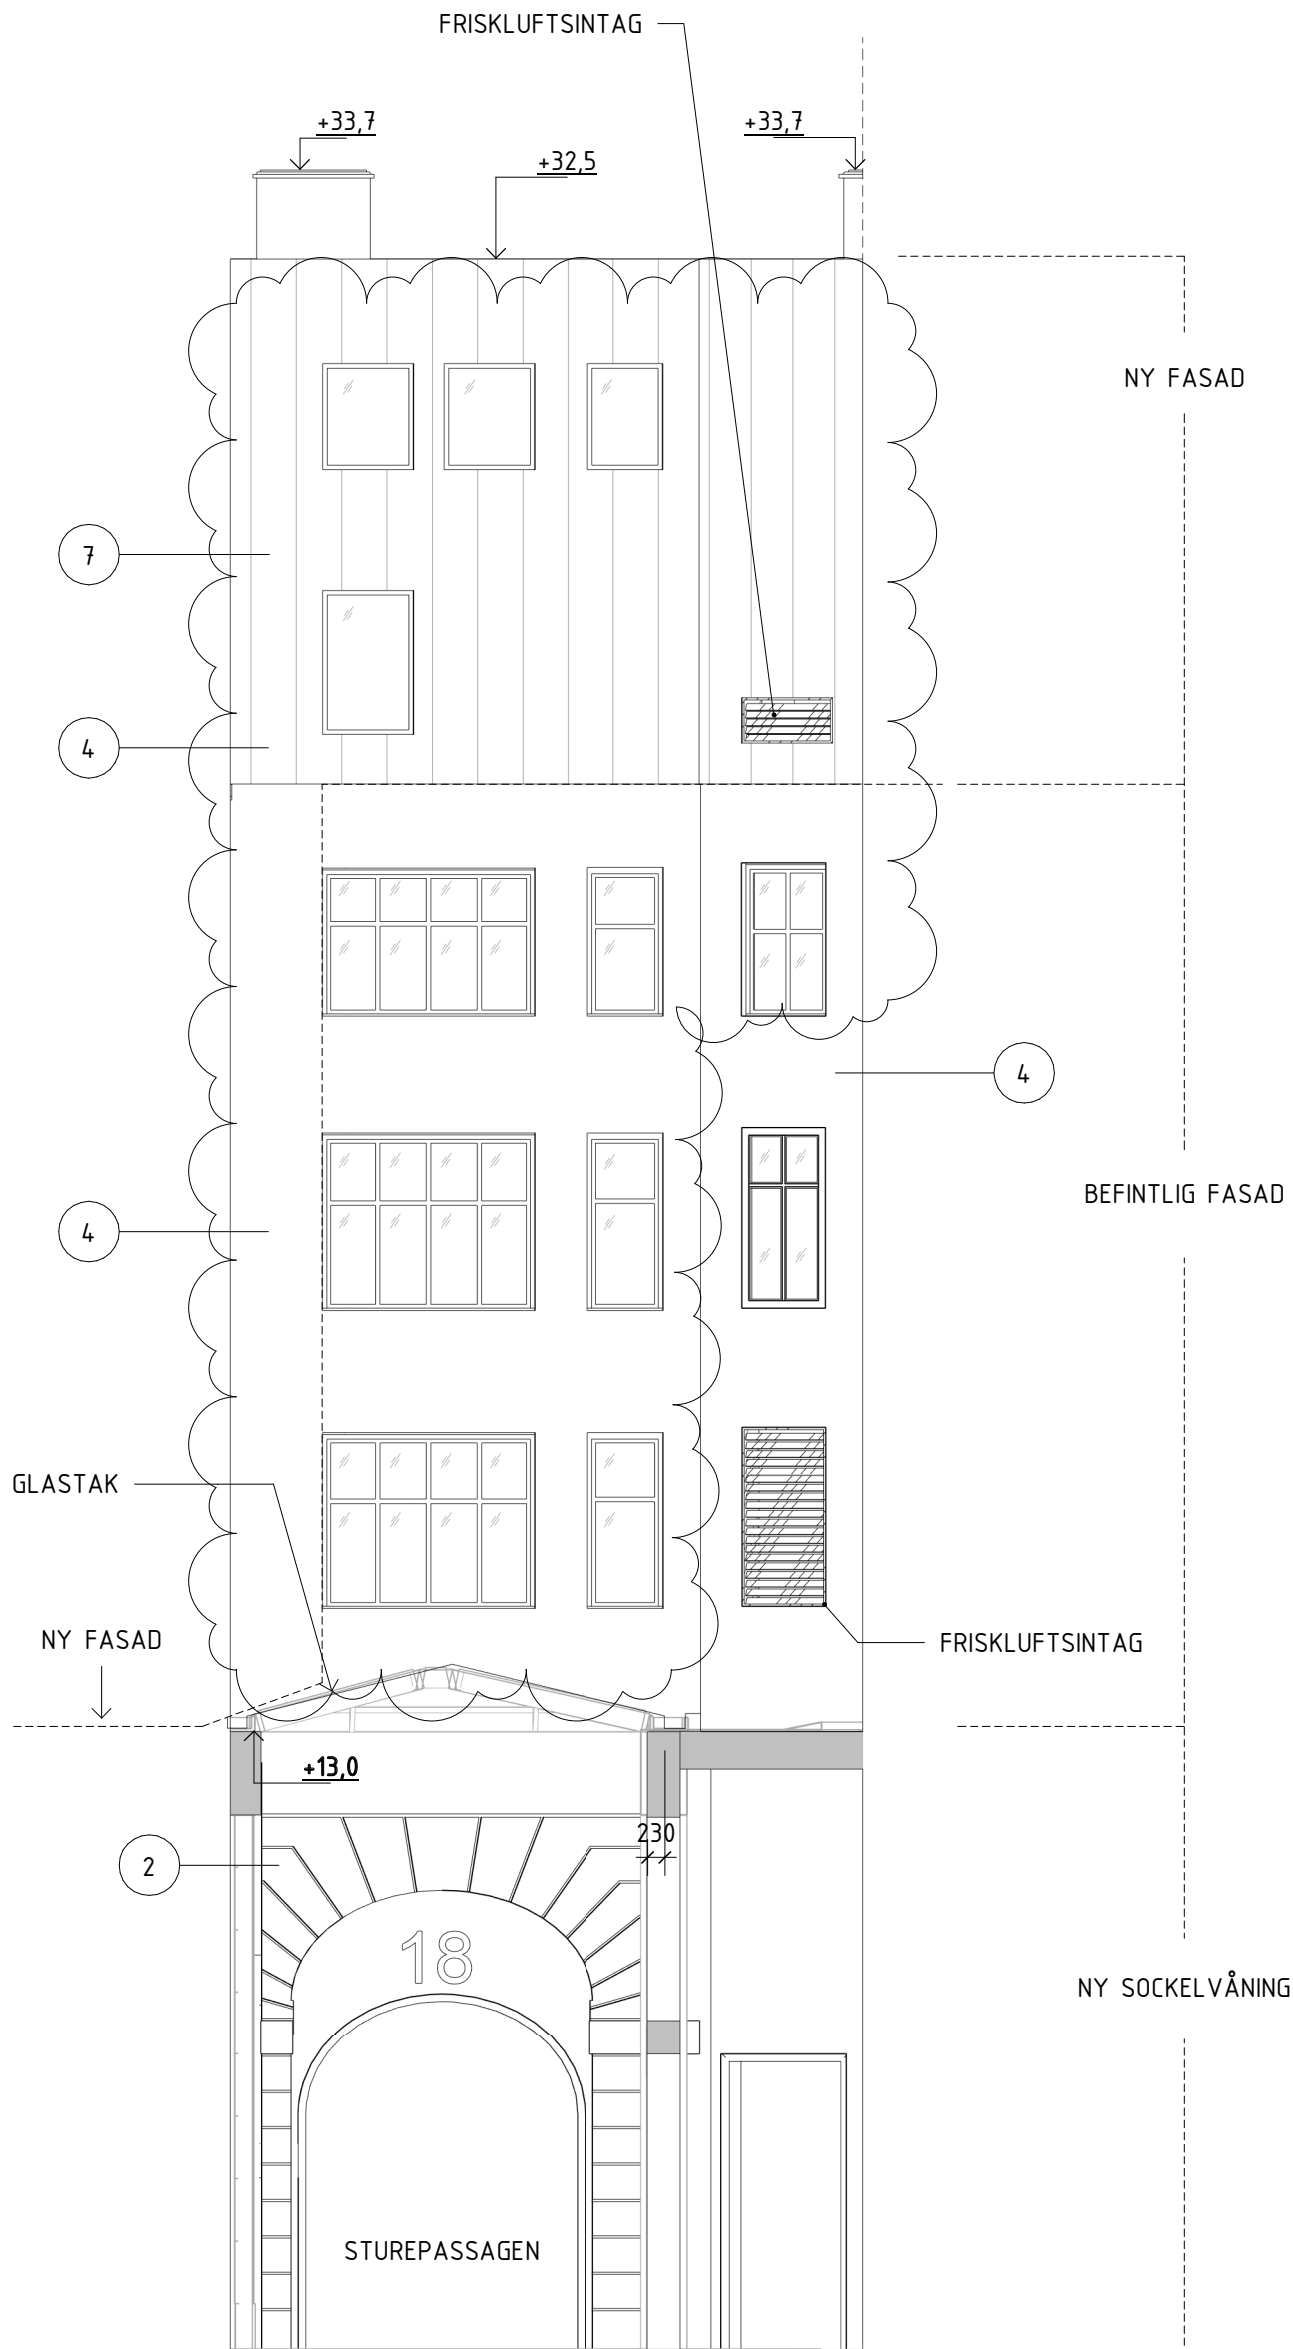 FRISKLUFTSINTAG
+33,7
+33,7
+32,5
NY FASAD
7
4
4
BEFINTLIG FASAD
4
GLASTAK
NY FASAD
FRISKLUFTSINTAG
+13,0
230
2
18
NY SOCKELVÅNING
STUREPASSAGEN